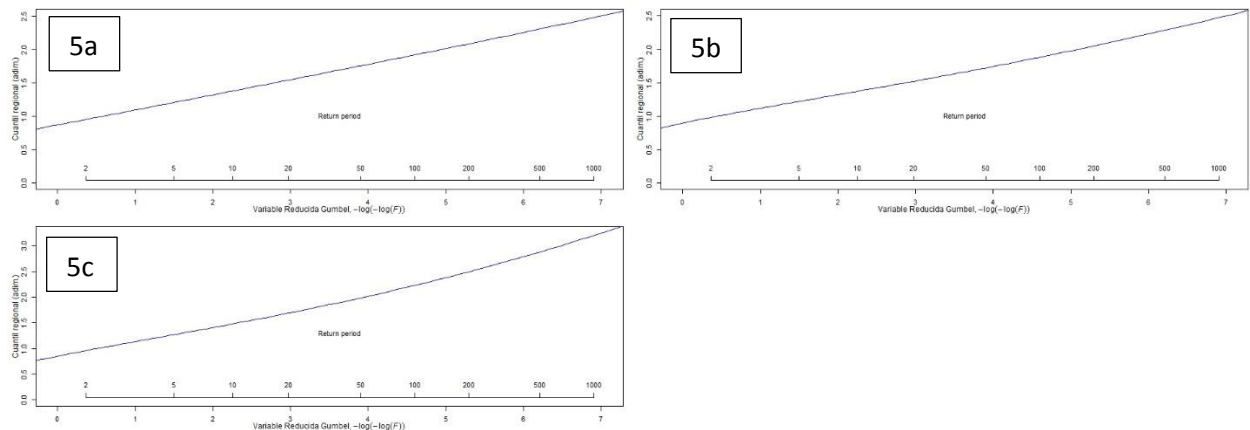 5a
Cuantil regional (adim.)
2.5
2.0
1.5
1.0
0.5
0.0
Return period
2 5 10 20 50 100 200 500 1000
0 1 2 3 4 5 6 7
Variable Reducida Gumbel, −log(−log(F))
5b
Cuantil regional (adim.)
2.5
2.0
1.5
1.0
0.5
0.0
Return period
2 5 10 20 50 100 200 500 1000
0 1 2 3 4 5 6 7
Variable Reducida Gumbel, −log(−log(F))
5c
Cuantil regional (adim.)
3.0
2.5
2.0
1.5
1.0
0.5
0.0
Return period
2 5 10 20 50 100 200 500 1000
0 1 2 3 4 5 6 7
Variable Reducida Gumbel, −log(−log(F))